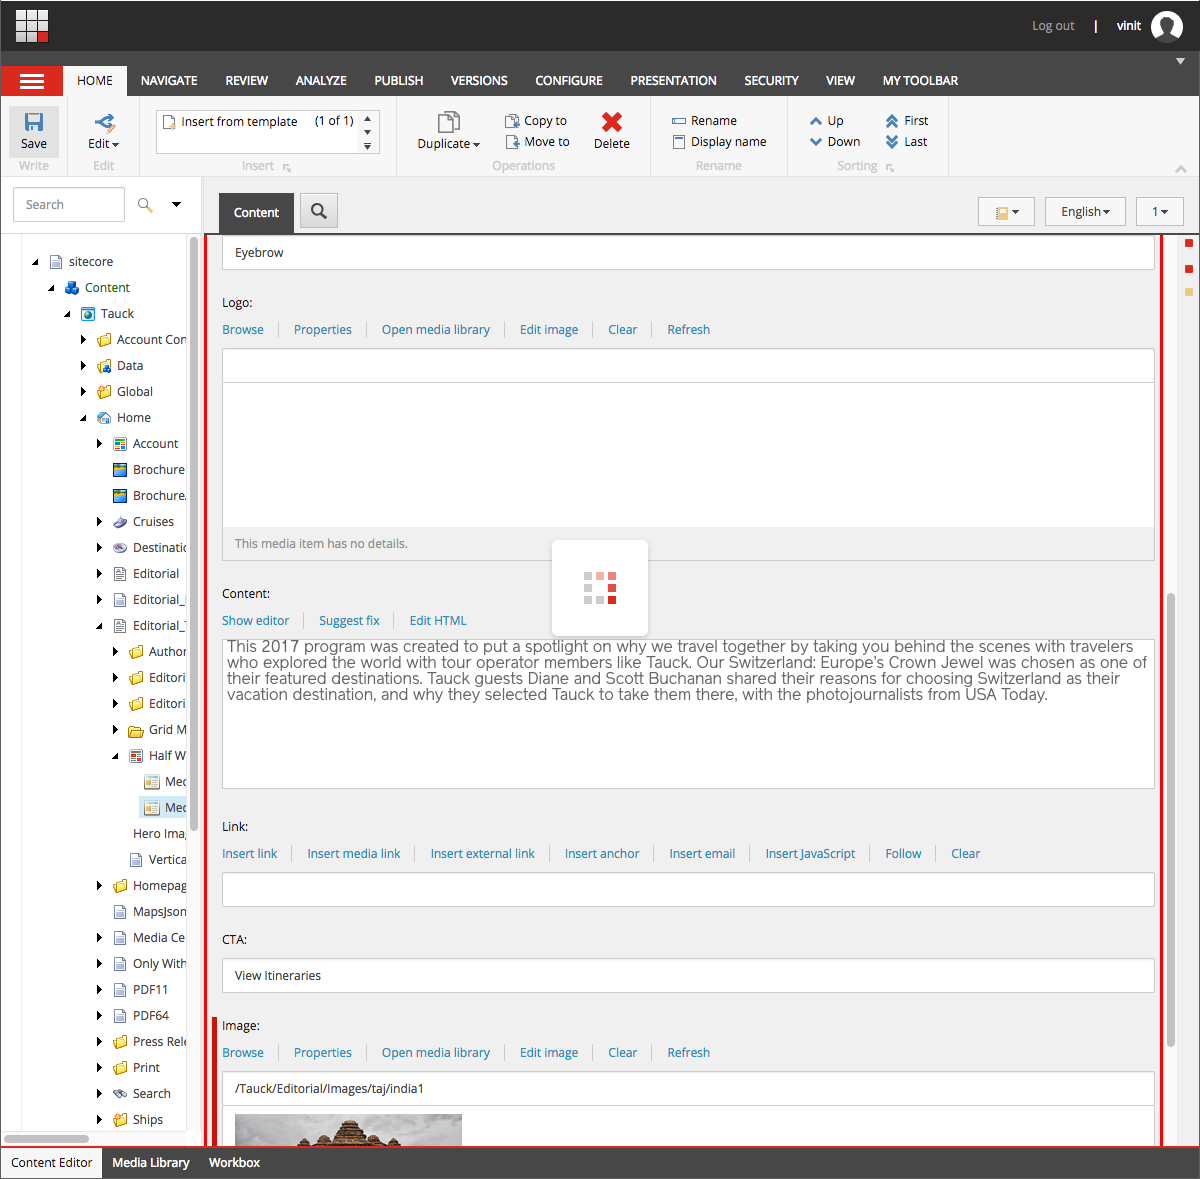 Log out | vinit
HOME NAVIGATE REVIEW ANALYZE PUBLISH VERSIONS CONFIGURE PRESENTATION SECURITY VIEW MY TOOLBAR
Save
Write
Edit
Edit
Insert from template (1 of 1)
Insert
Duplicate
Copy to
Move to
Delete
Operations
Rename
Display name
Rename
Up
Down
First
Last
Sorting
Search
Content
English
1
sitecore
Content
Tauck
Account Con
Data
Global
Home
Account
Brochure
Brochure
Cruises
Destinatio
Editorial
Editorial_
Editorial_
Author
Editori
Editori
Grid M
Half W
Med
Med
Hero Imag
Vertica
Homepag
MapsJson
Media Ce
Only With
PDF11
PDF64
Press Rele
Print
Search
Ships
Eyebrow
Logo:
Browse Properties Open media library Edit image Clear Refresh
This media item has no details.
Content:
Show editor Suggest fix Edit HTML
This 2017 program was created to put a spotlight on why we travel together by taking you behind the scenes with travelers
who explored the world with tour operator members like Tauck. Our Switzerland: Europe's Crown Jewel was chosen as one of
their featured destinations. Tauck guests Diane and Scott Buchanan shared their reasons for choosing Switzerland as their
vacation destination, and why they selected Tauck to take them there, with the photojournalists from USA Today.
Link:
Insert link Insert media link Insert external link Insert anchor Insert email Insert JavaScript Follow Clear
CTA:
View Itineraries
Image:
Browse Properties Open media library Edit image Clear Refresh
/Tauck/Editorial/Images/taj/india1
Content Editor Media Library Workbox